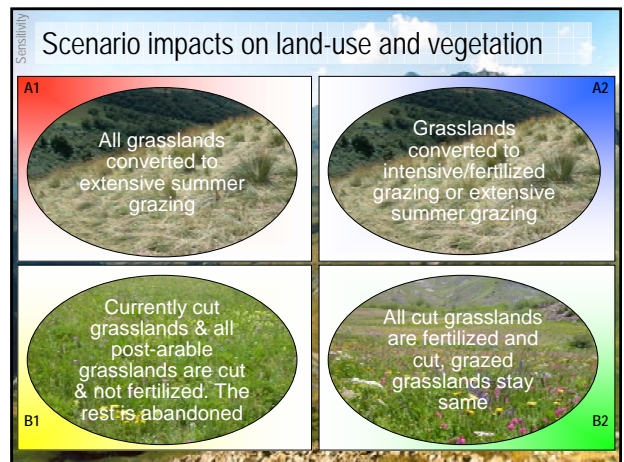 Sensitivity
Scenario impacts on land-use and vegetation
A1
All grasslands
converted to
extensive summer
grazing
A2
Grasslands
converted to
intensive/fertilized
grazing or extensive
summer grazing
Currently cut
grasslands & all
post-arable
grasslands are cut
& not fertilized. The
rest is abandoned
B1
All cut grasslands
are fertilized and
cut, grazed
grasslands stay
same
B2